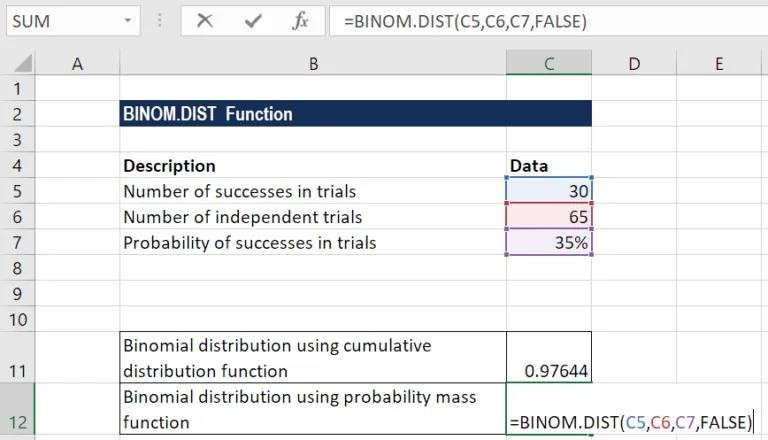 SUM fx =BINOM.DIST(C5,C6,C7,FALSE)
A B C D E
1
2 BINOM.DIST Function
3
4 Description Data
5 Number of successes in trials 30
6 Number of independent trials 65
7 Probability of successes in trials 35%
8
9
10
Binomial distribution using cumulative
11 distribution function 0.97644
Binomial distribution using probability mass
12 function =BINOM.DIST(C5,C6,C7,FALSE)